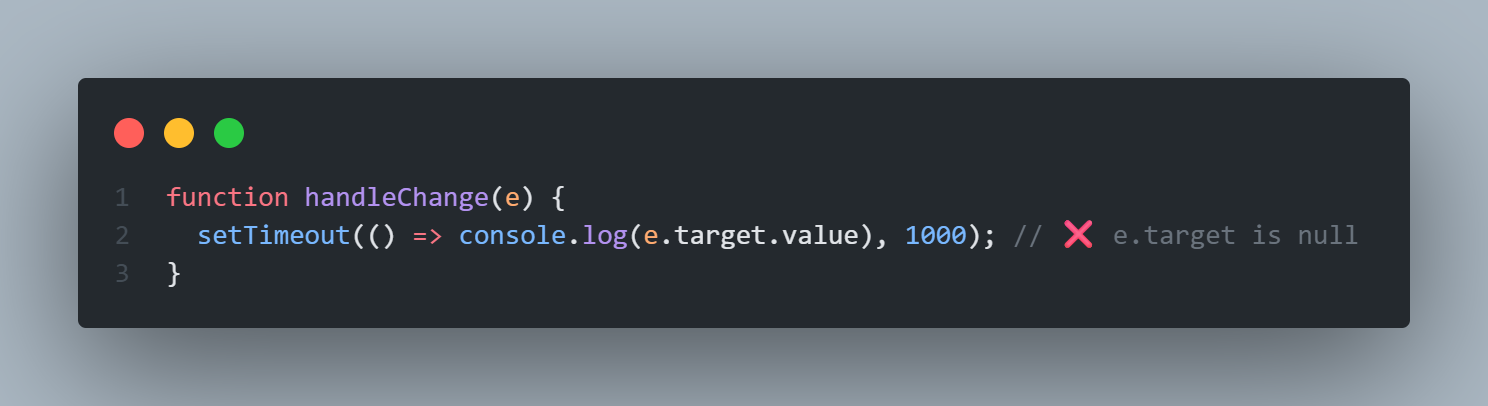 1 function handleChange(e) {
2   setTimeout(() => console.log(e.target.value), 1000); // ❌ e.target is null
3 }